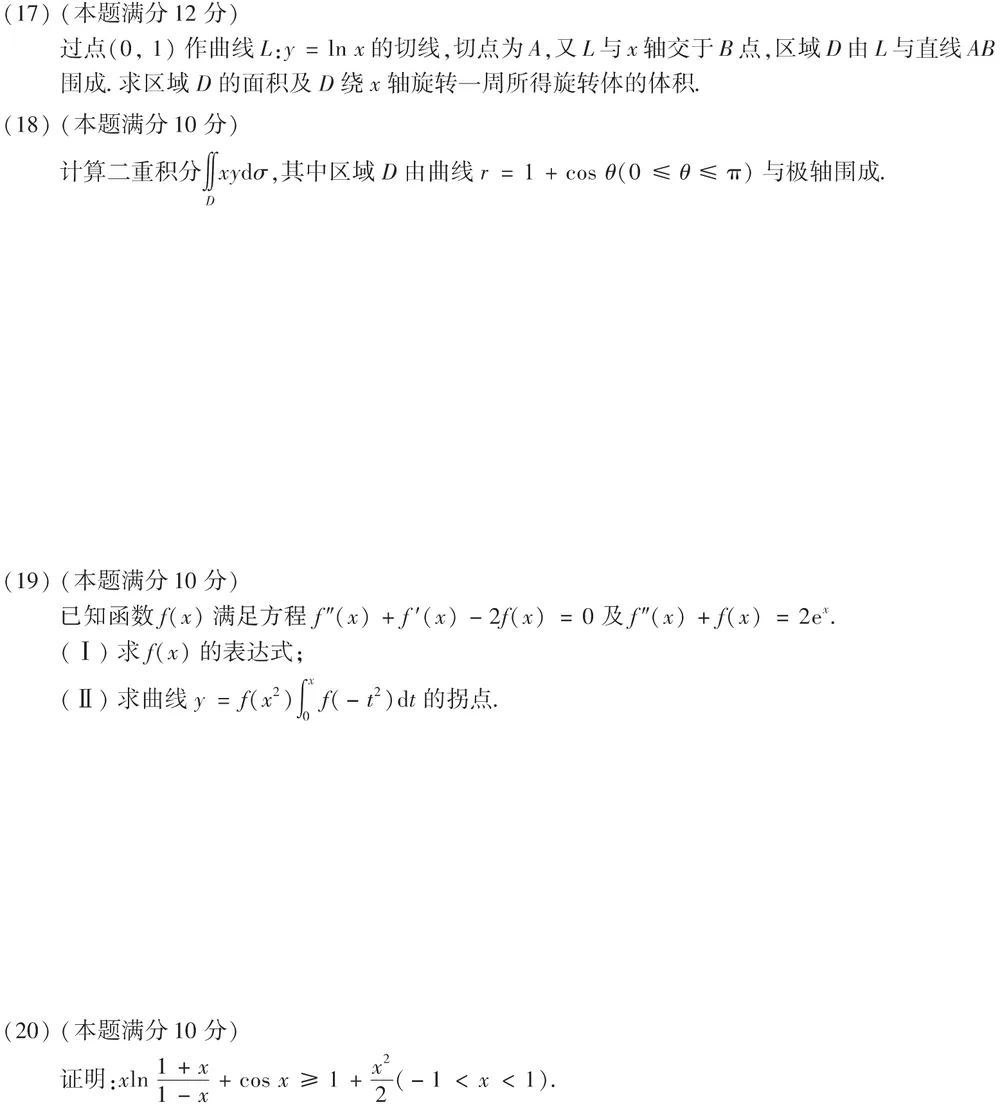 (17) (本题满分 12 分)
过点(0, 1) 作曲线 L:y = ln x 的切线,切点为 A,又 L 与 x 轴交于 B 点,区域 D 由 L 与直线 AB
围成. 求区域 D 的面积及 D 绕 x 轴旋转一周所得旋转体的体积.
(18) (本题满分 10 分)
计算二重积分∬_D xydσ,其中区域 D 由曲线 r = 1 + cos θ(0 ≤ θ ≤ π) 与极轴围成.
(19) (本题满分 10 分)
已知函数 f(x) 满足方程 f″(x) + f′(x) − 2f(x) = 0 及 f″(x) + f(x) = 2eˣ.
(Ⅰ) 求 f(x) 的表达式;
(Ⅱ) 求曲线 y = f(x²)∫₀ˣ f(− t²)dt 的拐点.
(20) (本题满分 10 分)
证明:xln (1 + x)/(1 − x) + cos x ≥ 1 + x²/2 (− 1 < x < 1).